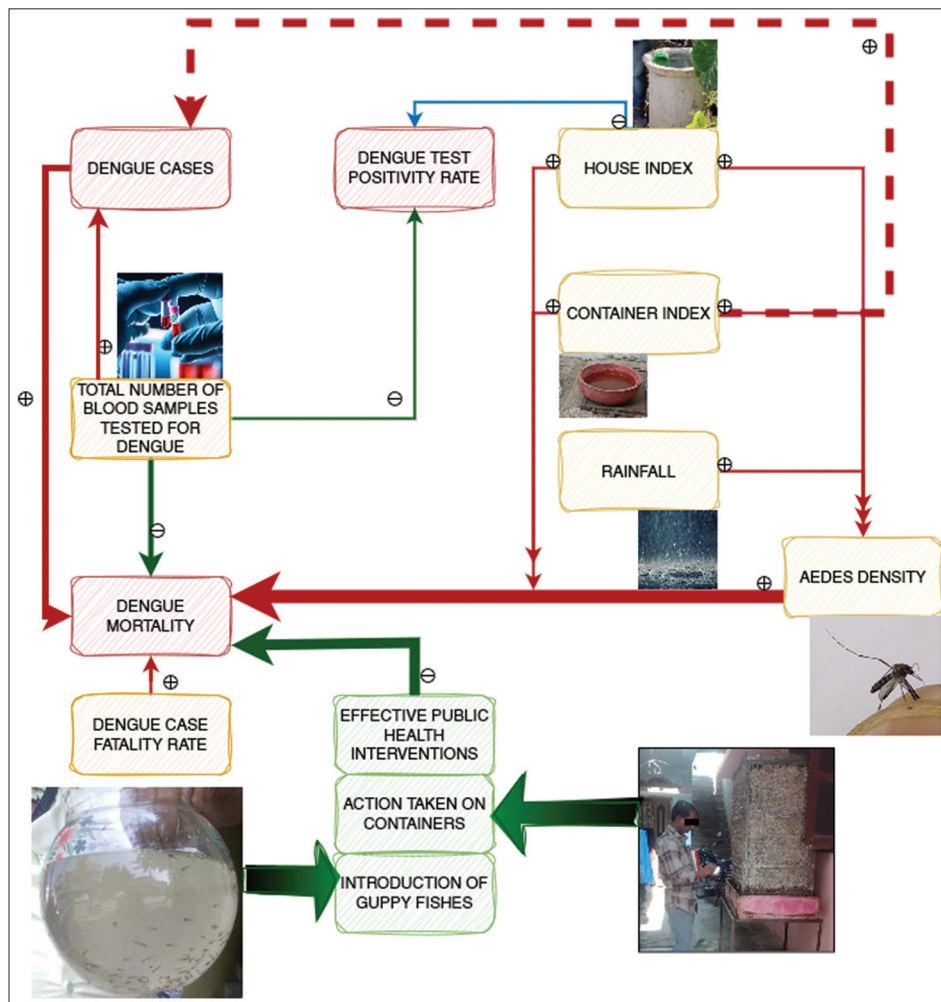 DENGUE CASES
DENGUE TEST
POSITIVITY RATE
HOUSE INDEX
CONTAINER INDEX
TOTAL NUMBER OF
BLOOD SAMPLES
TESTED FOR
DENGUE
RAINFALL
AEDES DENSITY
DENGUE
MORTALITY
DENGUE CASE
FATALITY RATE
EFFECTIVE PUBLIC
HEALTH
INTERVENTIONS
ACTION TAKEN ON
CONTAINERS
INTRODUCTION OF
GUPPY FISHES